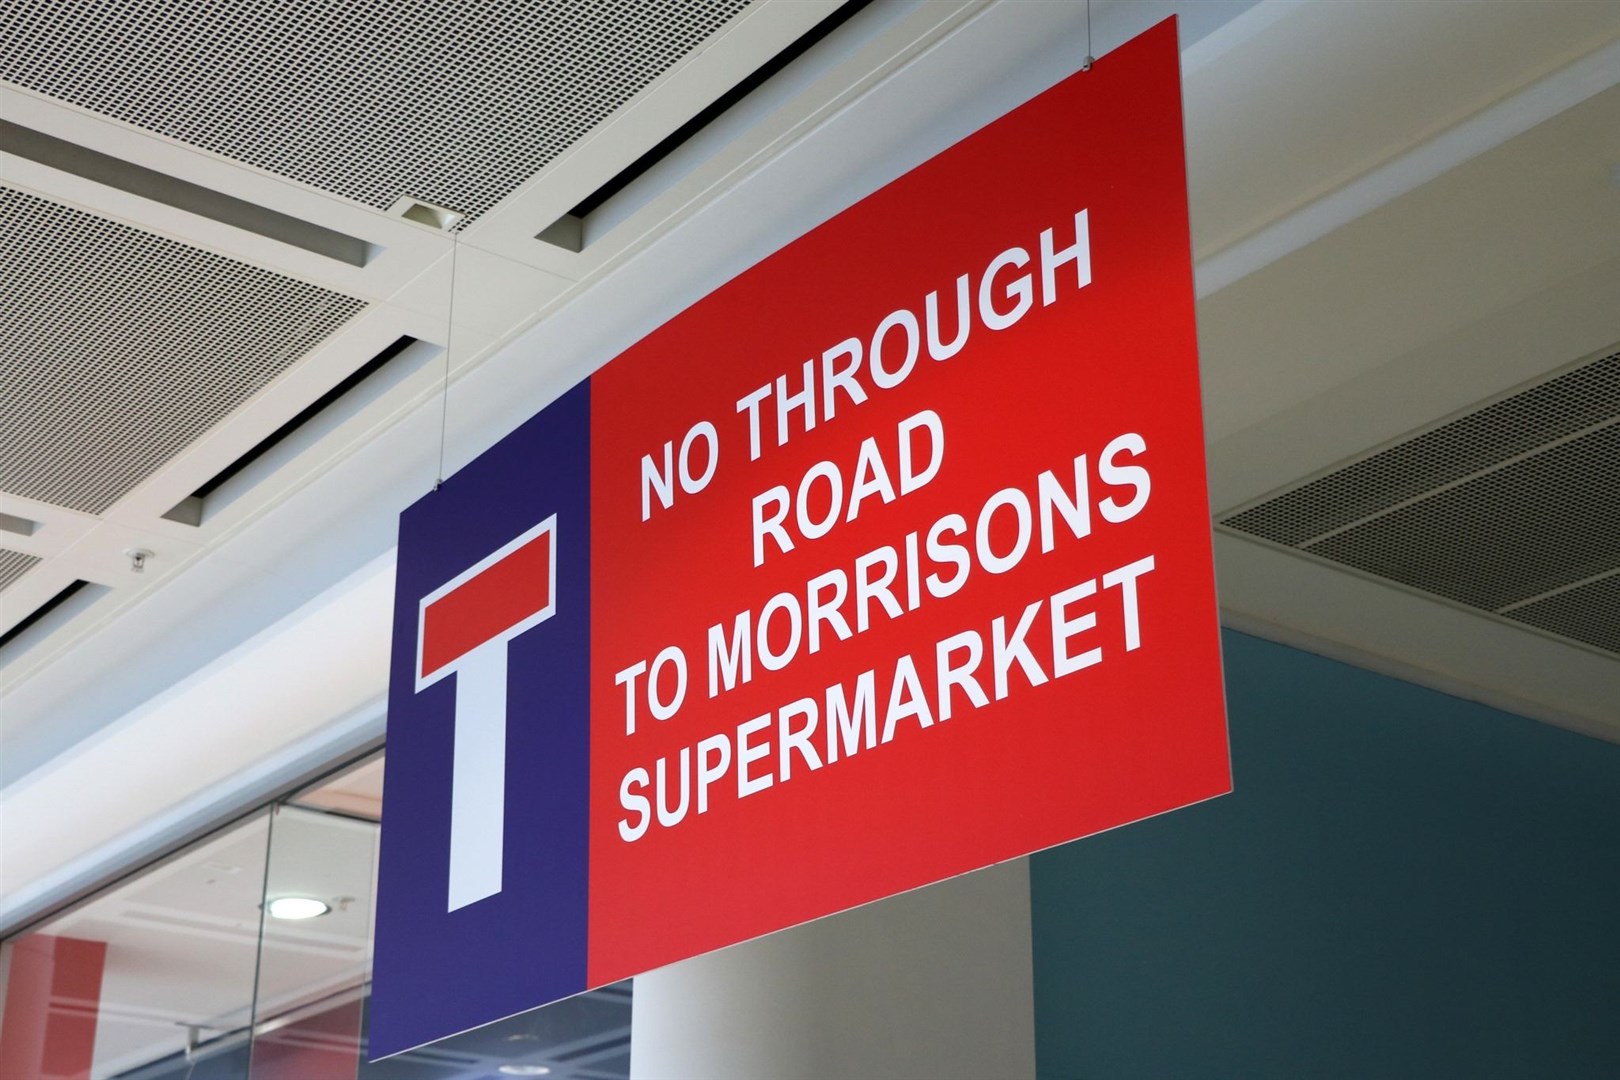 NO THROUGH
ROAD
TO MORRISONS
SUPERMARKET